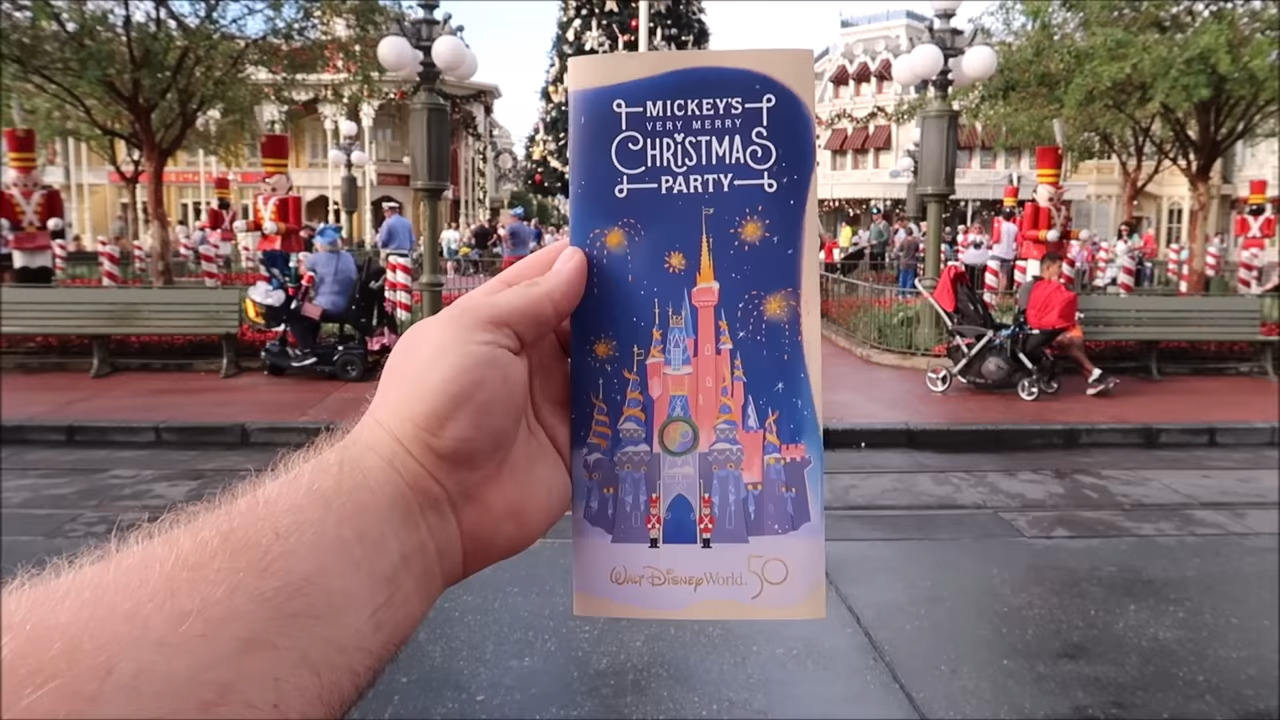 MICKEY'S
VERY MERRY
CHRISTMAS
PARTY
WALT DISNEY World. 50